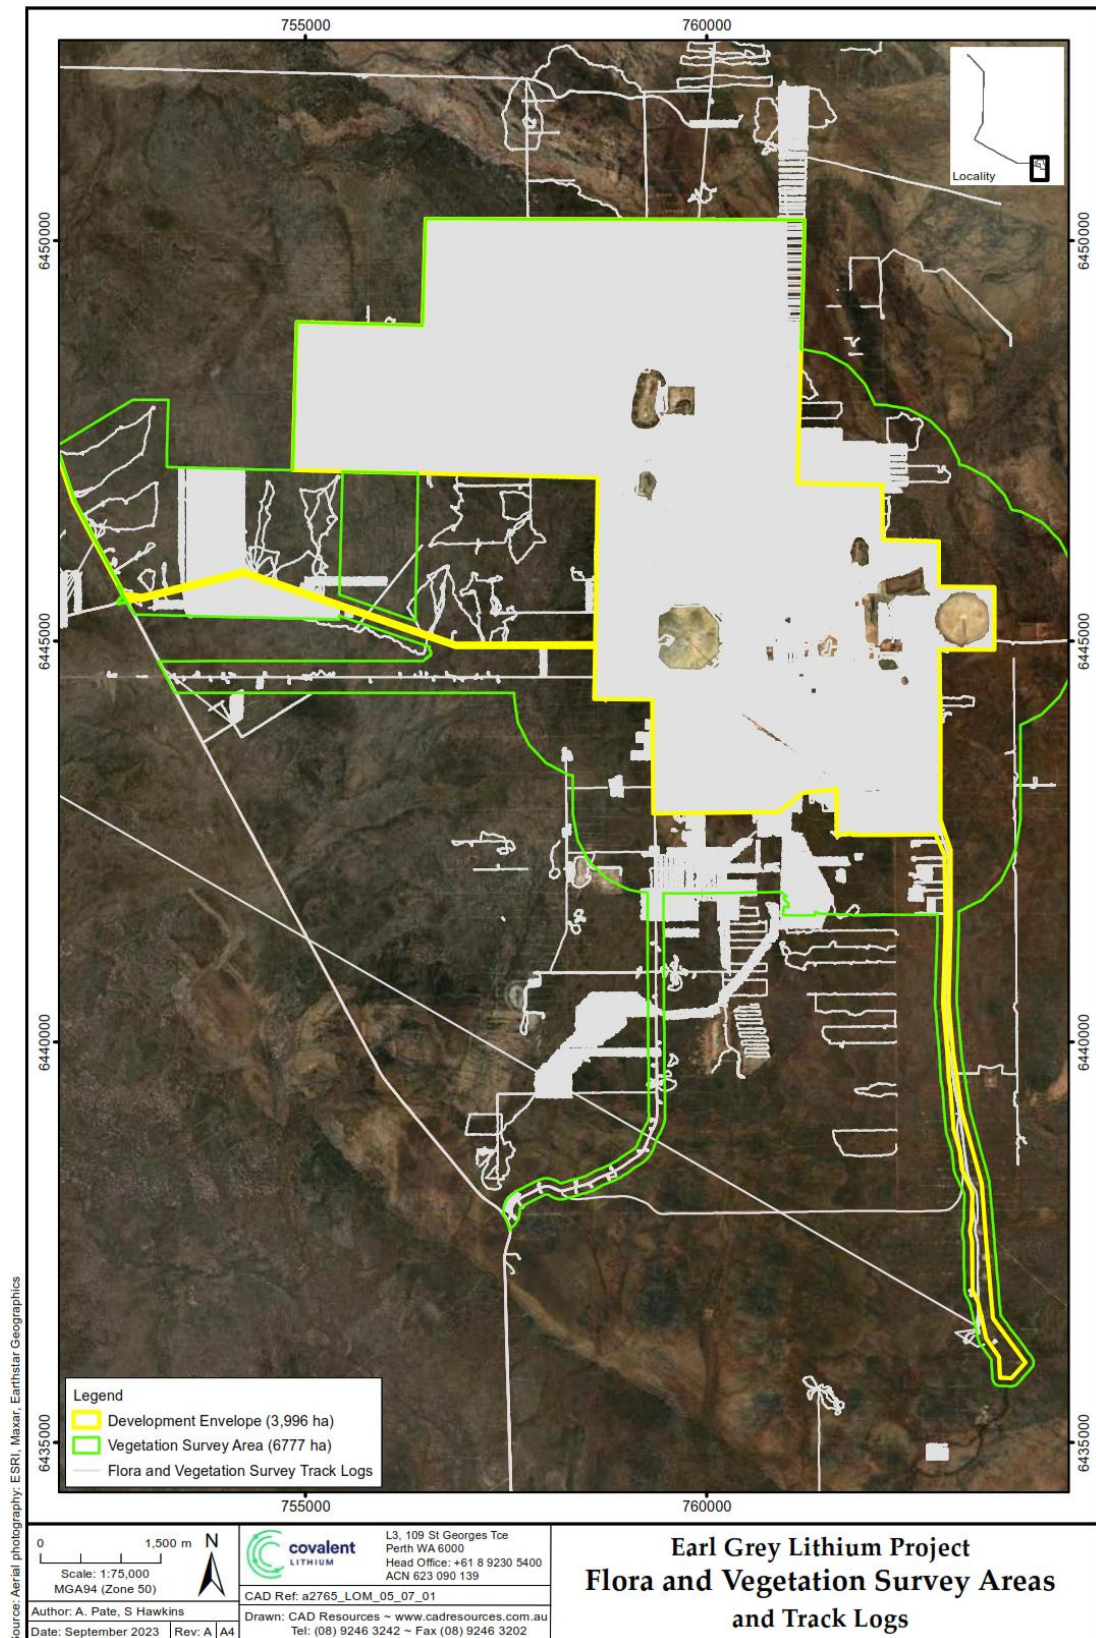 755000
760000
Locality
6450000
6450000
6445000
6445000
6440000
6440000
6435000
6435000
Legend
Development Envelope (3,996 ha)
Vegetation Survey Area (6777 ha)
Flora and Vegetation Survey Track Logs
755000
760000
Source: Aerial photography: ESRI, Maxar, Earthstar Geographics
0 1,500 m
N
Scale: 1:75,000
MGA94 (Zone 50)
Author: A. Pate, S Hawkins
Date: September 2023 Rev: A A4
covalent
LITHIUM
L3, 109 St Georges Tce
Perth WA 6000
Head Office: +61 8 9230 5400
ACN 623 090 139
CAD Ref: a2765_LOM_05_07_01
Drawn: CAD Resources ~ www.cadresources.com.au
Tel: (08) 9246 3242 ~ Fax (08) 9246 3202
Earl Grey Lithium Project
Flora and Vegetation Survey Areas
and Track Logs